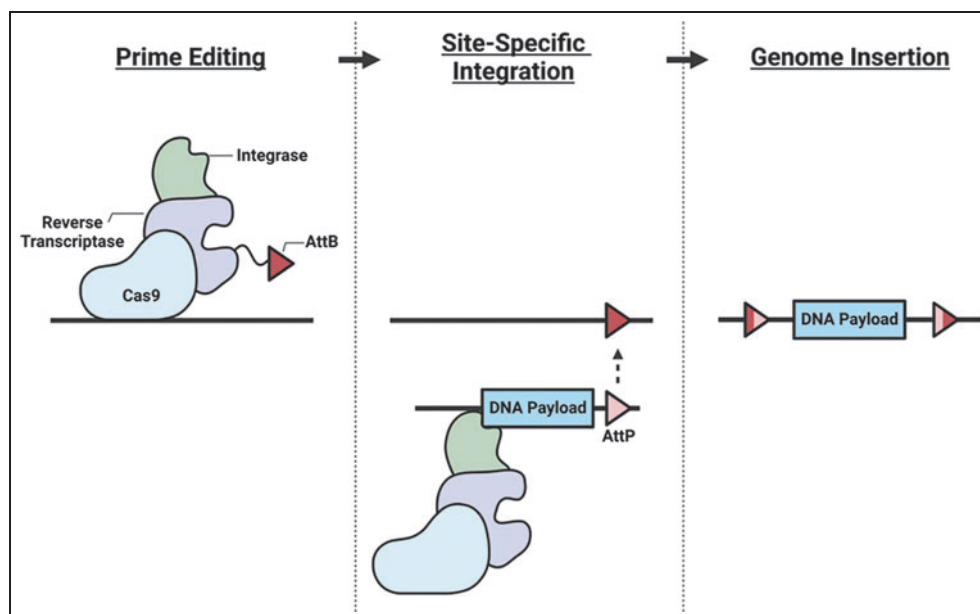 Prime Editing
Site-Specific
Integration
Genome Insertion
Integrase
Reverse
Transcriptase
AttB
Cas9
DNA Payload
AttP
DNA Payload